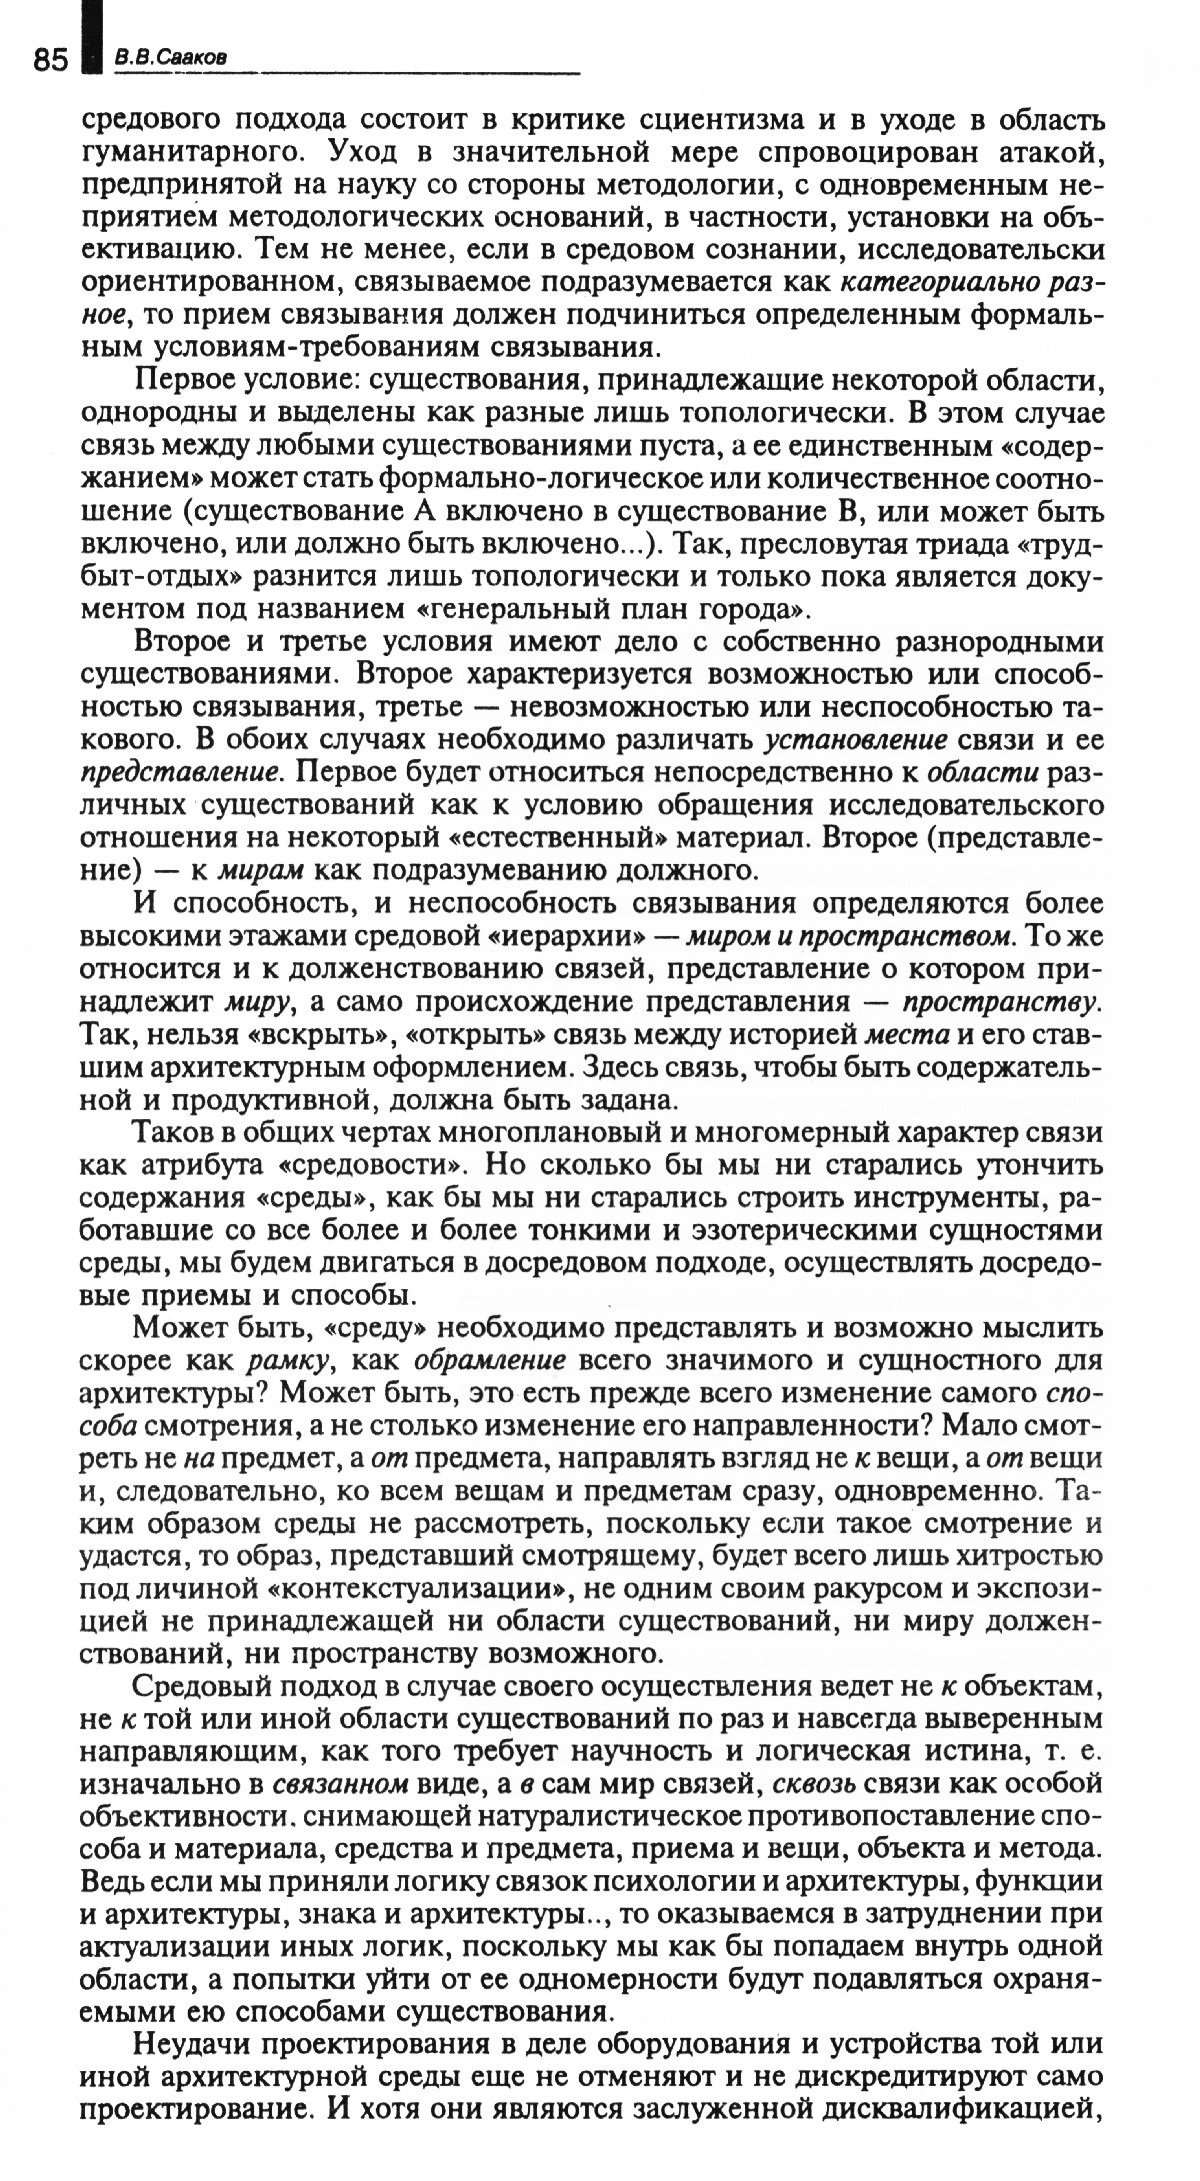 85 В.В.Сааков
средового подхода состоит в критике сциентизма и в уходе в область
гуманитарного. Уход в значительной мере спровоцирован атакой,
предпринятой на науку со стороны методологии, с одновременным не-
приятием методологических оснований, в частности, установки на объ-
ективацию. Тем не менее, если в средовом сознании, исследовательски
ориентированном, связываемое подразумевается как категориально раз-
ное, то прием связывания должен подчиниться определенным формаль-
ным условиям-требованиям связывания.
Первое условие: существования, принадлежащие некоторой области,
однородны и выделены как разные лишь топологически. В этом случае
связь между любыми существованиями пуста, а ее единственным «содер-
жанием» может стать формально-логическое или количественное соотно-
шение (существование А включено в существование В, или может быть
включено, или должно быть включено...). Так, пресловутая триада «труд-
быт-отдых» разнится лишь топологически и только пока является доку-
ментом под названием «генеральный план города».
Второе и третье условия имеют дело с собственно разнородными
существованиями. Второе характеризуется возможностью или способ-
ностью связывания, третье — невозможностью или неспособностью та-
кового. В обоих случаях необходимо различать установление связи и ее
представление. Первое будет относиться непосредственно к области раз-
личных существований как к условию обращения исследовательского
отношения на некоторый «естественный» материал. Второе (представле-
ние) — к мирам как подразумеванию должного.
И способность, и неспособность связывания определяются более
высокими этажами средовой «иерархии» — миром и пространством. То же
относится и к долженствованию связей, представление о котором при-
надлежит миру, а само происхождение представления — пространству.
Так, нельзя «вскрыть», «открыть» связь между историей места и его став-
шим архитектурным оформлением. Здесь связь, чтобы быть содержатель-
ной и продуктивной, должна быть задана.
Таков в общих чертах многоплановый и многомерный характер связи
как атрибута «средовости». Но сколько бы мы ни старались утончить
содержания «среды», как бы мы ни старались строить инструменты, ра-
ботавшие со все более и более тонкими и эзотерическими сущностями
среды, мы будем двигаться в досредовом подходе, осуществлять досредо-
вые приемы и способы.
Может быть, «среду» необходимо представлять и возможно мыслить
скорее как рамку, как обрамление всего значимого и сущностного для
архитектуры? Может быть, это есть прежде всего изменение самого спо-
соба смотрения, а не столько изменение его направленности? Мало смот-
реть не на предмет, а от предмета, направлять взгляд не к вещи, а от вещи
и, следовательно, ко всем вещам и предметам сразу, одновременно. Та-
ким образом среды не рассмотреть, поскольку если такое смотрение и
удастся, то образ, представший смотрящему, будет всего лишь хитростью
под личиной «контекстуализации», не одним своим ракурсом и экспози-
цией не принадлежащей ни области существований, ни миру должен-
ствований, ни пространству возможного.
Средовый подход в случае своего осуществления ведет не к объектам,
не к той или иной области существований по раз и навсегда выверенным
направляющим, как того требует научность и логическая истина, т. е.
изначально в связанном виде, а в сам мир связей, сквозь связи как особой
объективности. снимающей натуралистическое противопоставление спо-
соба и материала, средства и предмета, приема и вещи, объекта и метода.
Ведь если мы приняли логику связок психологии и архитектуры, функции
и архитектуры, знака и архитектуры.., то оказываемся в затруднении при
актуализации иных логик, поскольку мы как бы попадаем внутрь одной
области, а попытки уйти от ее одномерности будут подавляться охраня-
емыми ею способами существования.
Неудачи проектирования в деле оборудования и устройства той или
иной архитектурной среды еще не отменяют и не дискредитируют само
проектирование. И хотя они являются заслуженной дисквалификацией,